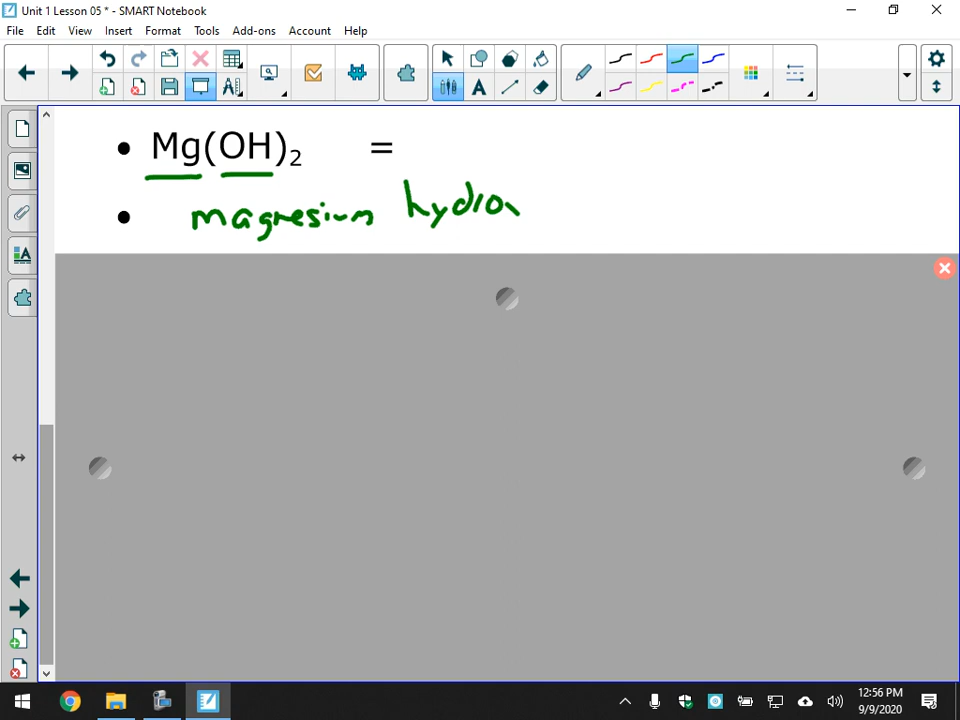 Unit 1 Lesson 05 * - SMART Notebook
File Edit View Insert Format Tools Add-ons Account Help
• Mg(OH)₂ =
• magnesium hydrox
12:56 PM
9/9/2020